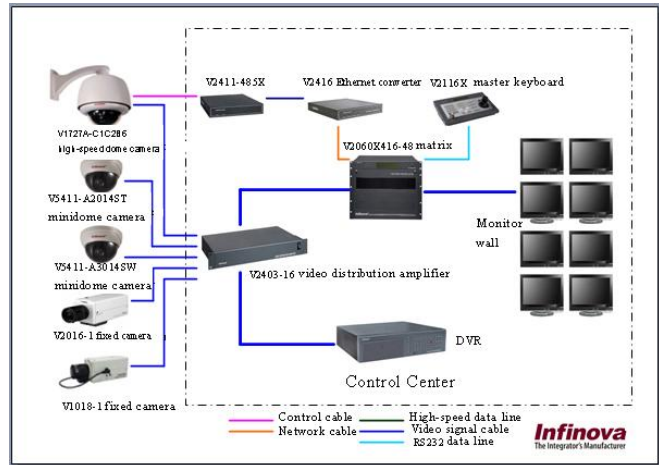 V2411-485X
V2416 Ethernet converter
V2116X master keyboard
V1727A-C1C2B6
high-speed dome camera
V2060X416-48 matrix
V5411-A2014ST
minidome camera
Monitor
wall
V5411-A3014SW
minidome camera
V2403-16 video distribution amplifier
V2016-1 fixed camera
DVR
Control Center
V1018-1 fixed camera
Control cable
High-speed data line
Network cable
Video signal cable
RS232 data line
Infinova
The Integrator's Manufacturer